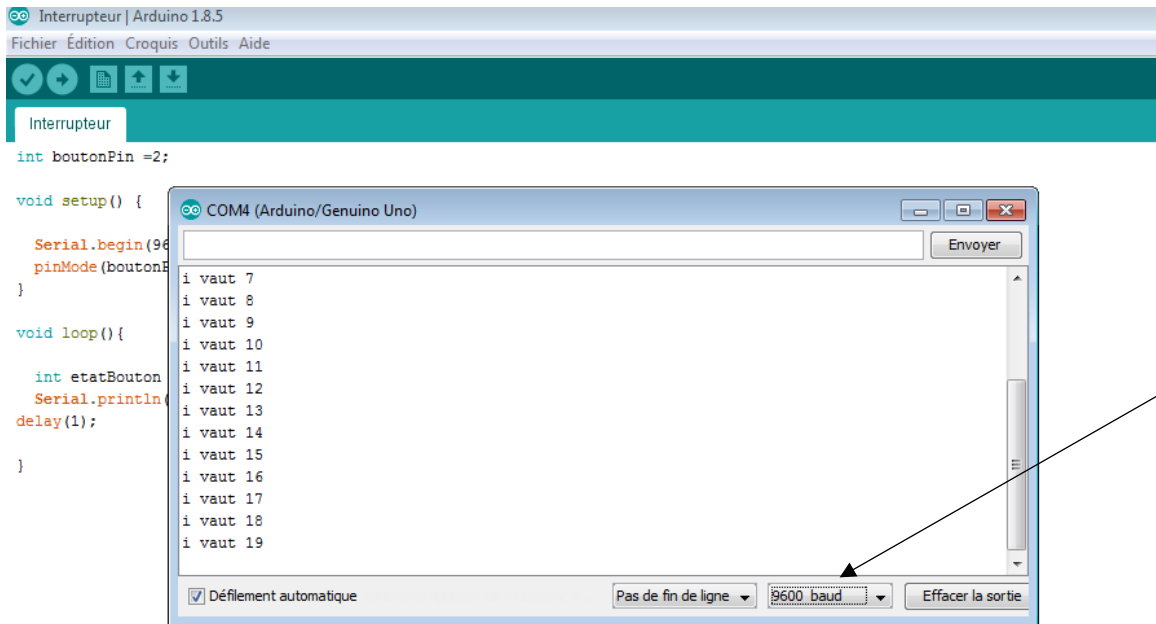 Interrupteur | Arduino 1.8.5
Fichier Édition Croquis Outils Aide
Interrupteur
int boutonPin =2;
void setup() {
Serial.begin(96
pinMode(boutonP
}
void loop(){
int etatBouton
Serial.println(
delay(1);
}
COM4 (Arduino/Genuino Uno)
Envoyer
i vaut 7
i vaut 8
i vaut 9
i vaut 10
i vaut 11
i vaut 12
i vaut 13
i vaut 14
i vaut 15
i vaut 16
i vaut 17
i vaut 18
i vaut 19
Défilement automatique
Pas de fin de ligne
9600 baud
Effacer la sortie